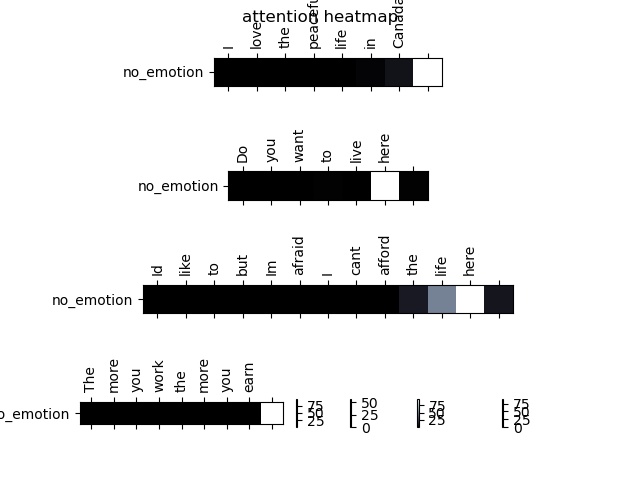 attention heatmap
I love the peaceful life in Canada
no_emotion
Do you want to live here
no_emotion
Id like to but Im afraid I cant afford the life here
no_emotion
The more you work the more you earn
o_emotion
75 50 25
50 25 0
75 50 25
75 50 25 0